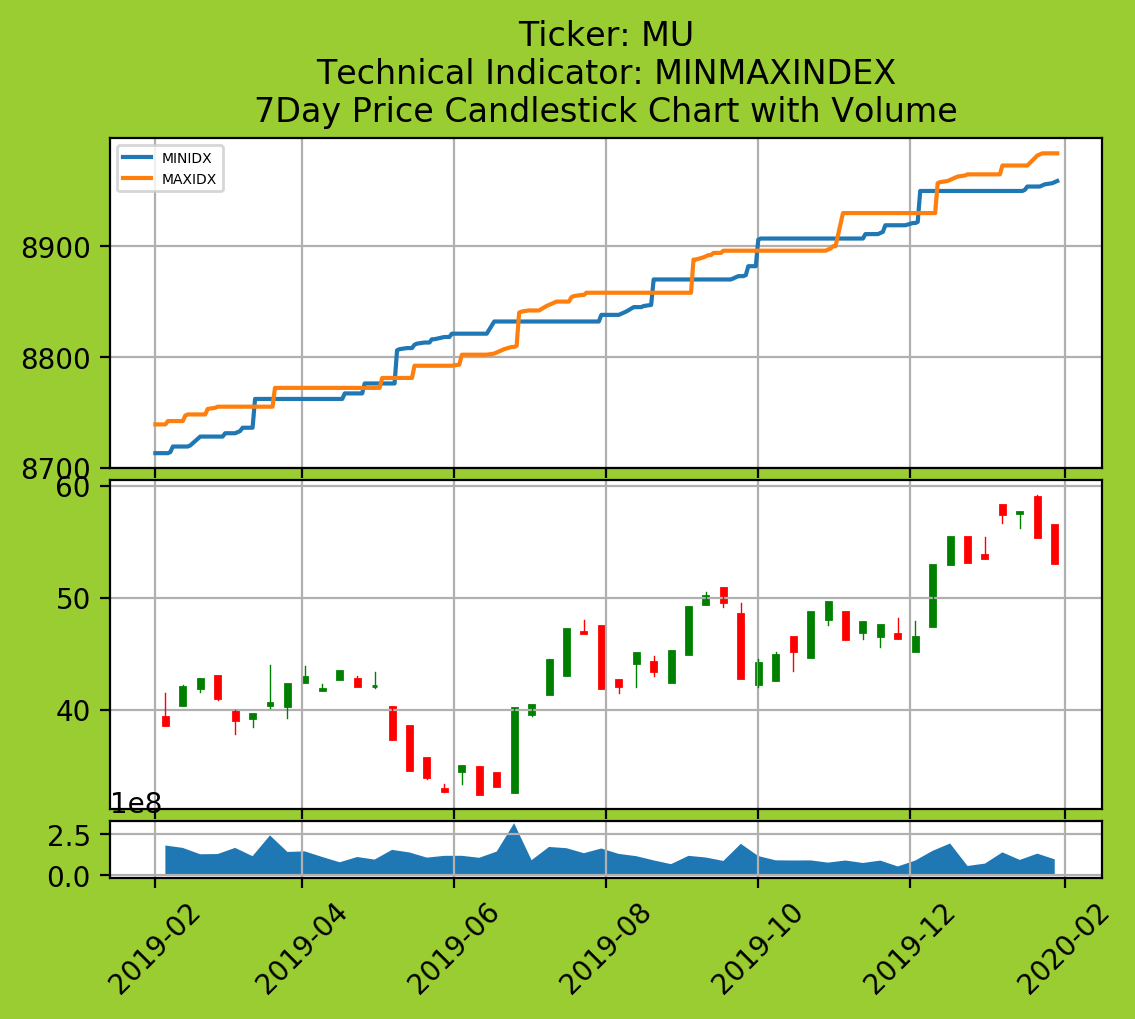 Ticker: MU
Technical Indicator: MINMAXINDEX
7Day Price Candlestick Chart with Volume
MINIDX
MAXIDX
8900
8800
8700
60
50
40
1e8
2.5
0.0
2019-02
2019-04
2019-06
2019-08
2019-10
2019-12
2020-02